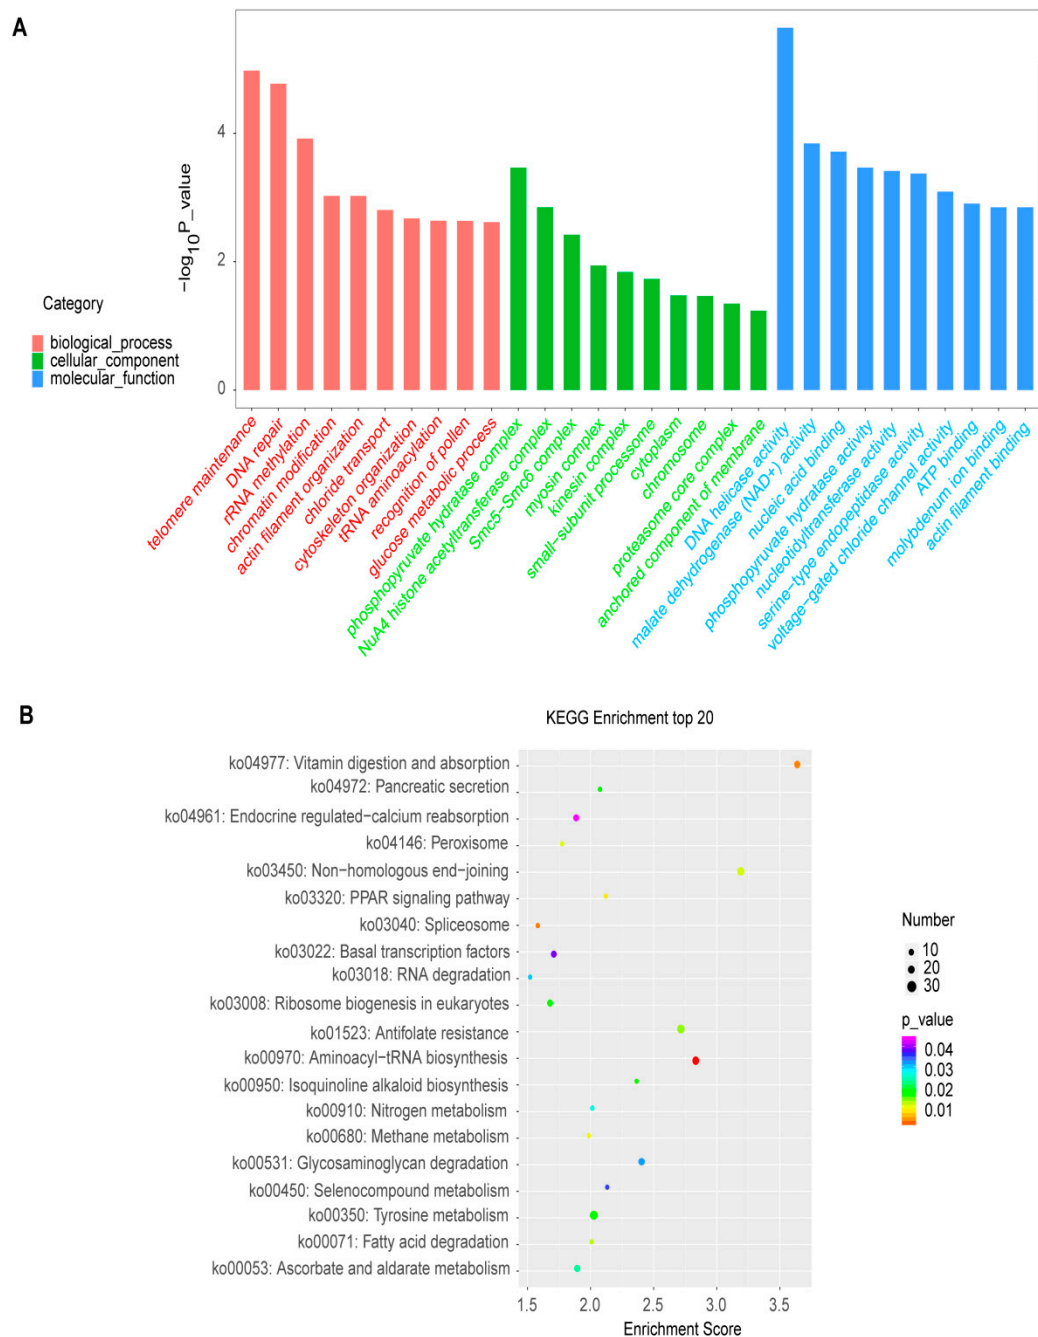 A
−log10P_value
4
2
0
Category
biological_process
cellular_component
molecular_function
telomere maintenance
DNA repair
rRNA methylation
chromatin modification
actin filament organization
chloride transport
cytoskeleton organization
tRNA aminoacylation
recognition of pollen
glucose metabolic process
phosphopyruvate hydratase complex
NuA4 histone acetyltransferase complex
Smc5−Smc6 complex
myosin complex
kinesin complex
small−subunit processome
cytoplasm
chromosome
proteasome core complex
anchored component of membrane
DNA helicase activity
malate dehydrogenase (NAD+) activity
nucleic acid binding
phosphopyruvate hydratase activity
nucleotidyltransferase activity
serine−type endopeptidase activity
voltage−gated chloride channel activity
ATP binding
molybdenum ion binding
actin filament binding
B
KEGG Enrichment top 20
ko04977: Vitamin digestion and absorption
ko04972: Pancreatic secretion
ko04961: Endocrine regulated−calcium reabsorption
ko04146: Peroxisome
ko03450: Non−homologous end−joining
ko03320: PPAR signaling pathway
ko03040: Spliceosome
ko03022: Basal transcription factors
ko03018: RNA degradation
ko03008: Ribosome biogenesis in eukaryotes
ko01523: Antifolate resistance
ko00970: Aminoacyl−tRNA biosynthesis
ko00950: Isoquinoline alkaloid biosynthesis
ko00910: Nitrogen metabolism
ko00680: Methane metabolism
ko00531: Glycosaminoglycan degradation
ko00450: Selenocompound metabolism
ko00350: Tyrosine metabolism
ko00071: Fatty acid degradation
ko00053: Ascorbate and aldarate metabolism
1.5 2.0 2.5 3.0 3.5
Enrichment Score
Number
10
20
30
p_value
0.04
0.03
0.02
0.01